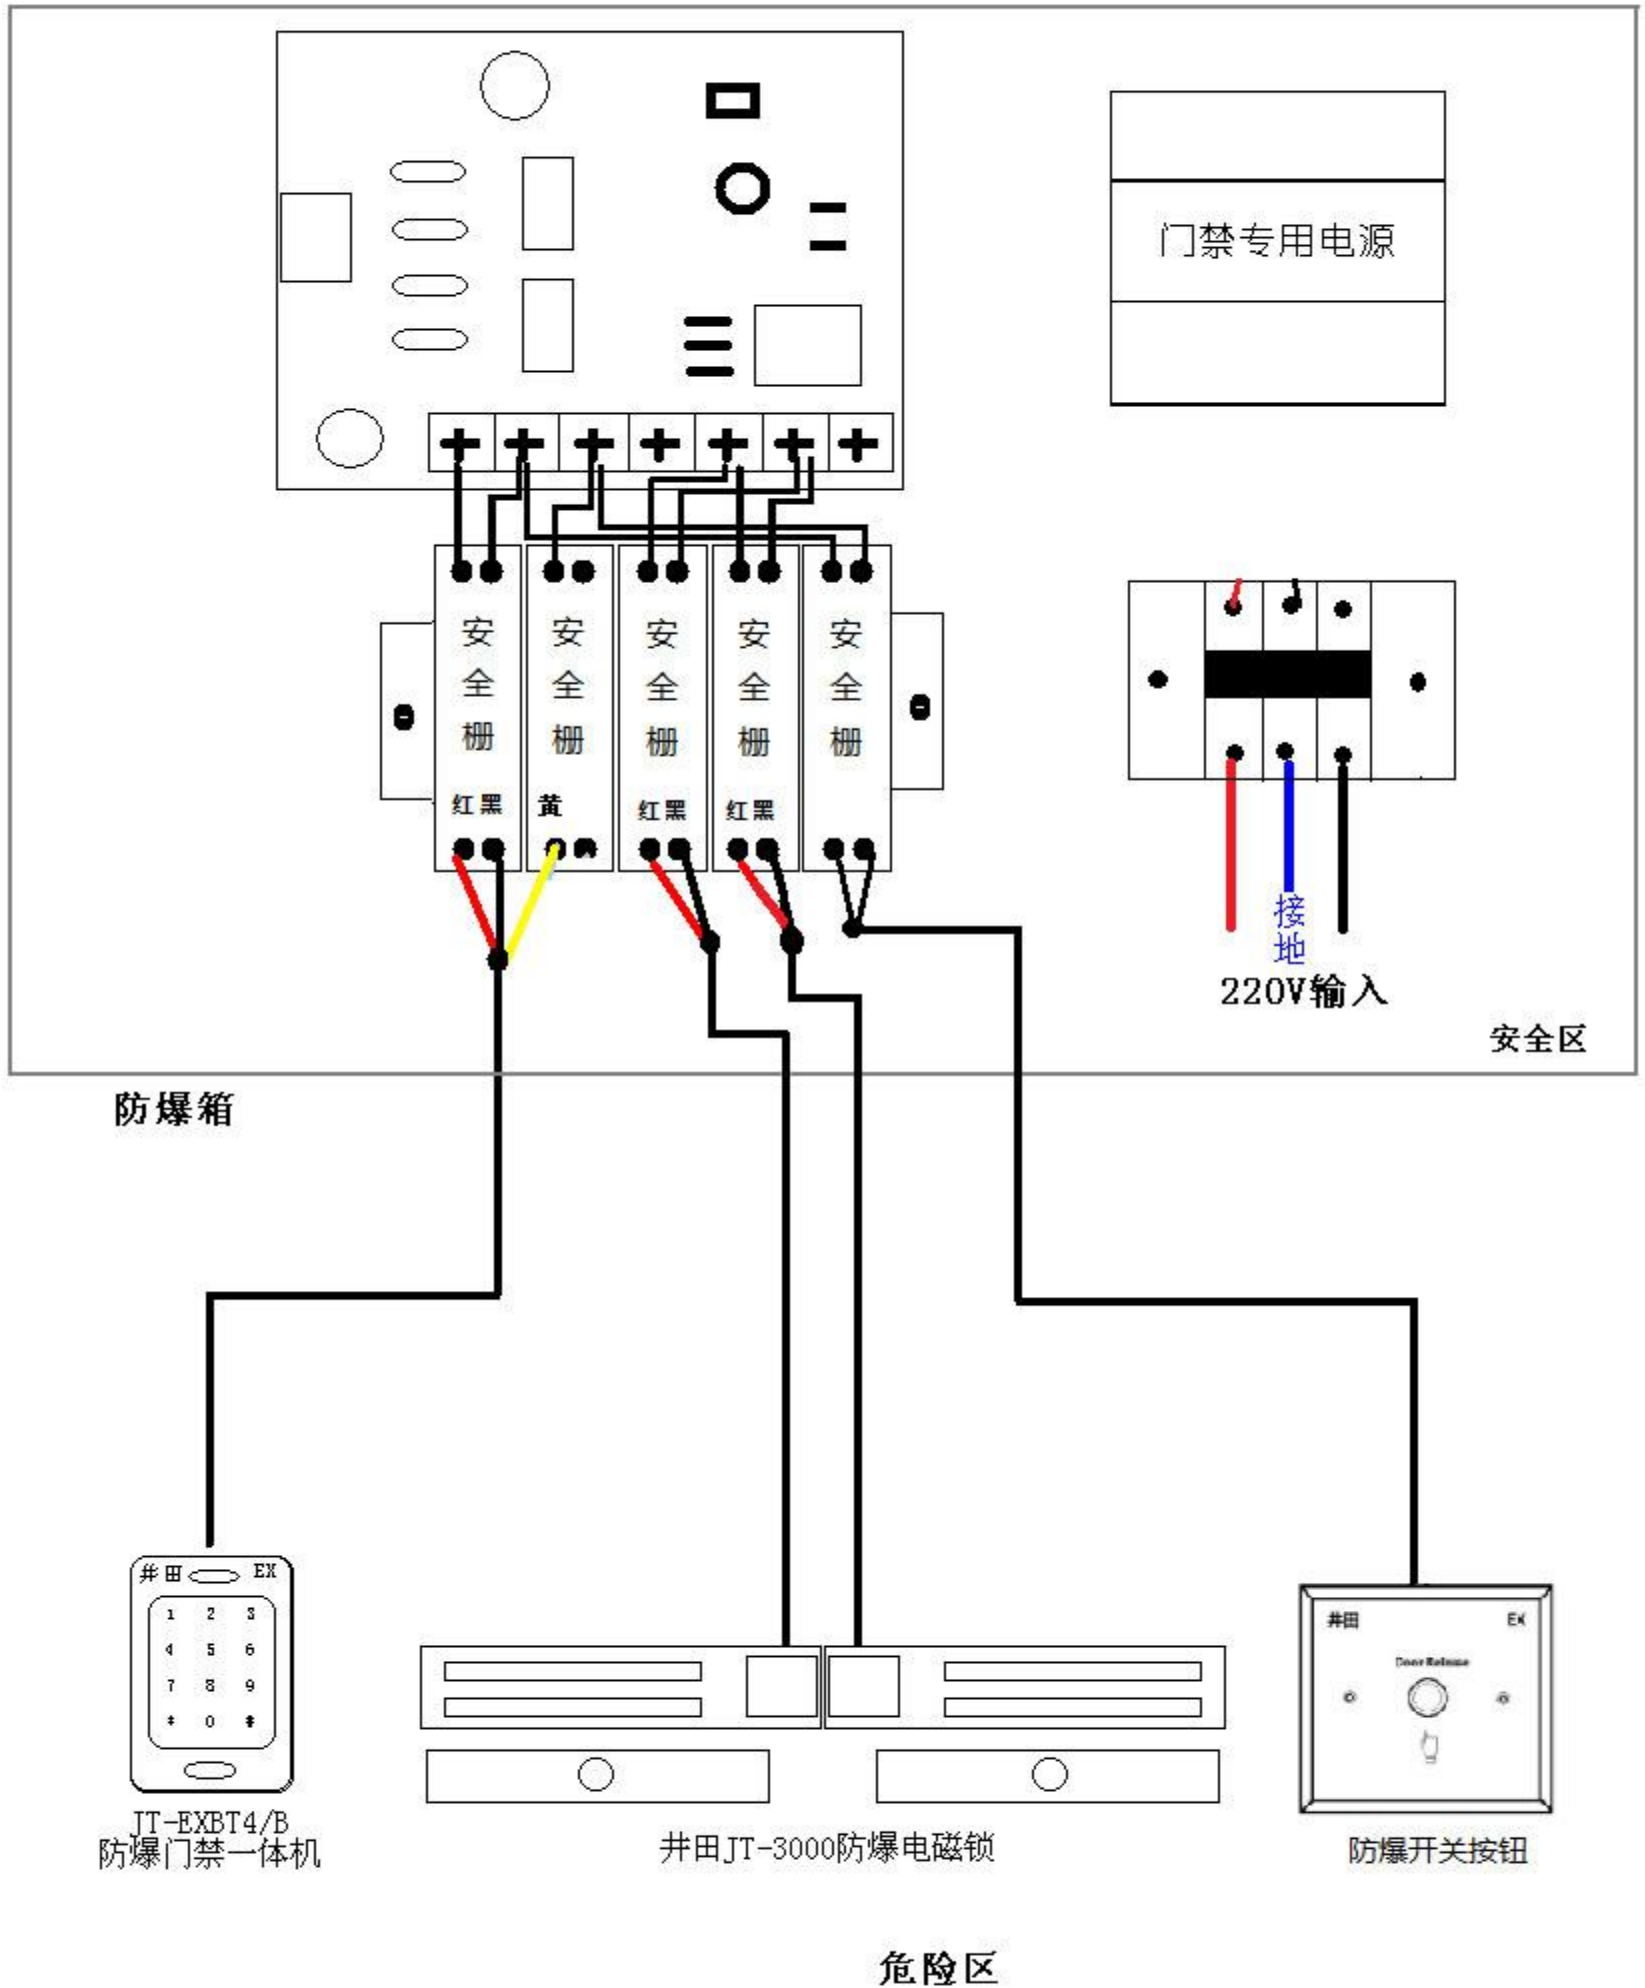 门禁专用电源
安全栅
安全栅
安全栅
安全栅
安全栅
红黑
黄
红黑
红黑
接地
220V输入
安全区
防爆箱
井田 EX
1 2 3
4 5 6
7 8 9
* 0 #
JT-EXBT4/B
防爆门禁一体机
井田JT-3000防爆电磁锁
井田 EX
Door Release
防爆开关按钮
危险区